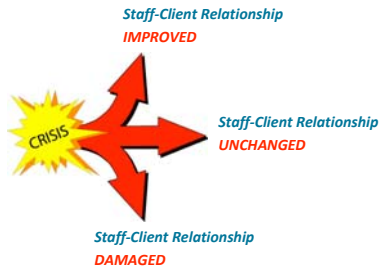 Staff-Client Relationship
IMPROVED
CRISIS
Staff-Client Relationship
UNCHANGED
Staff-Client Relationship
DAMAGED